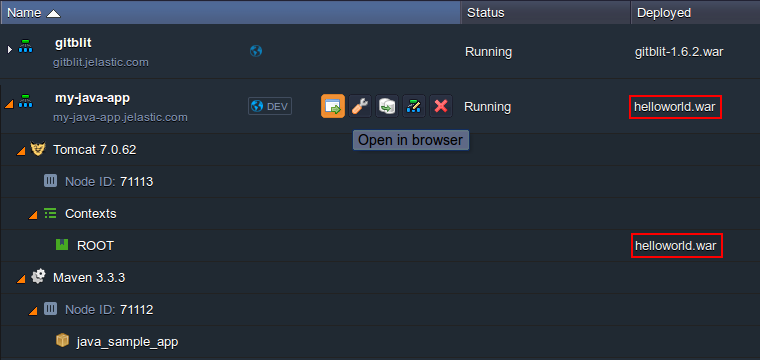 Name Status Deployed
gitblit
gitblit.jelastic.com Running gitblit-1.6.2.war
my-java-app
my-java-app.jelastic.com DEV Running helloworld.war
Open in browser
Tomcat 7.0.62
Node ID: 71113
Contexts
ROOT helloworld.war
Maven 3.3.3
Node ID: 71112
java_sample_app